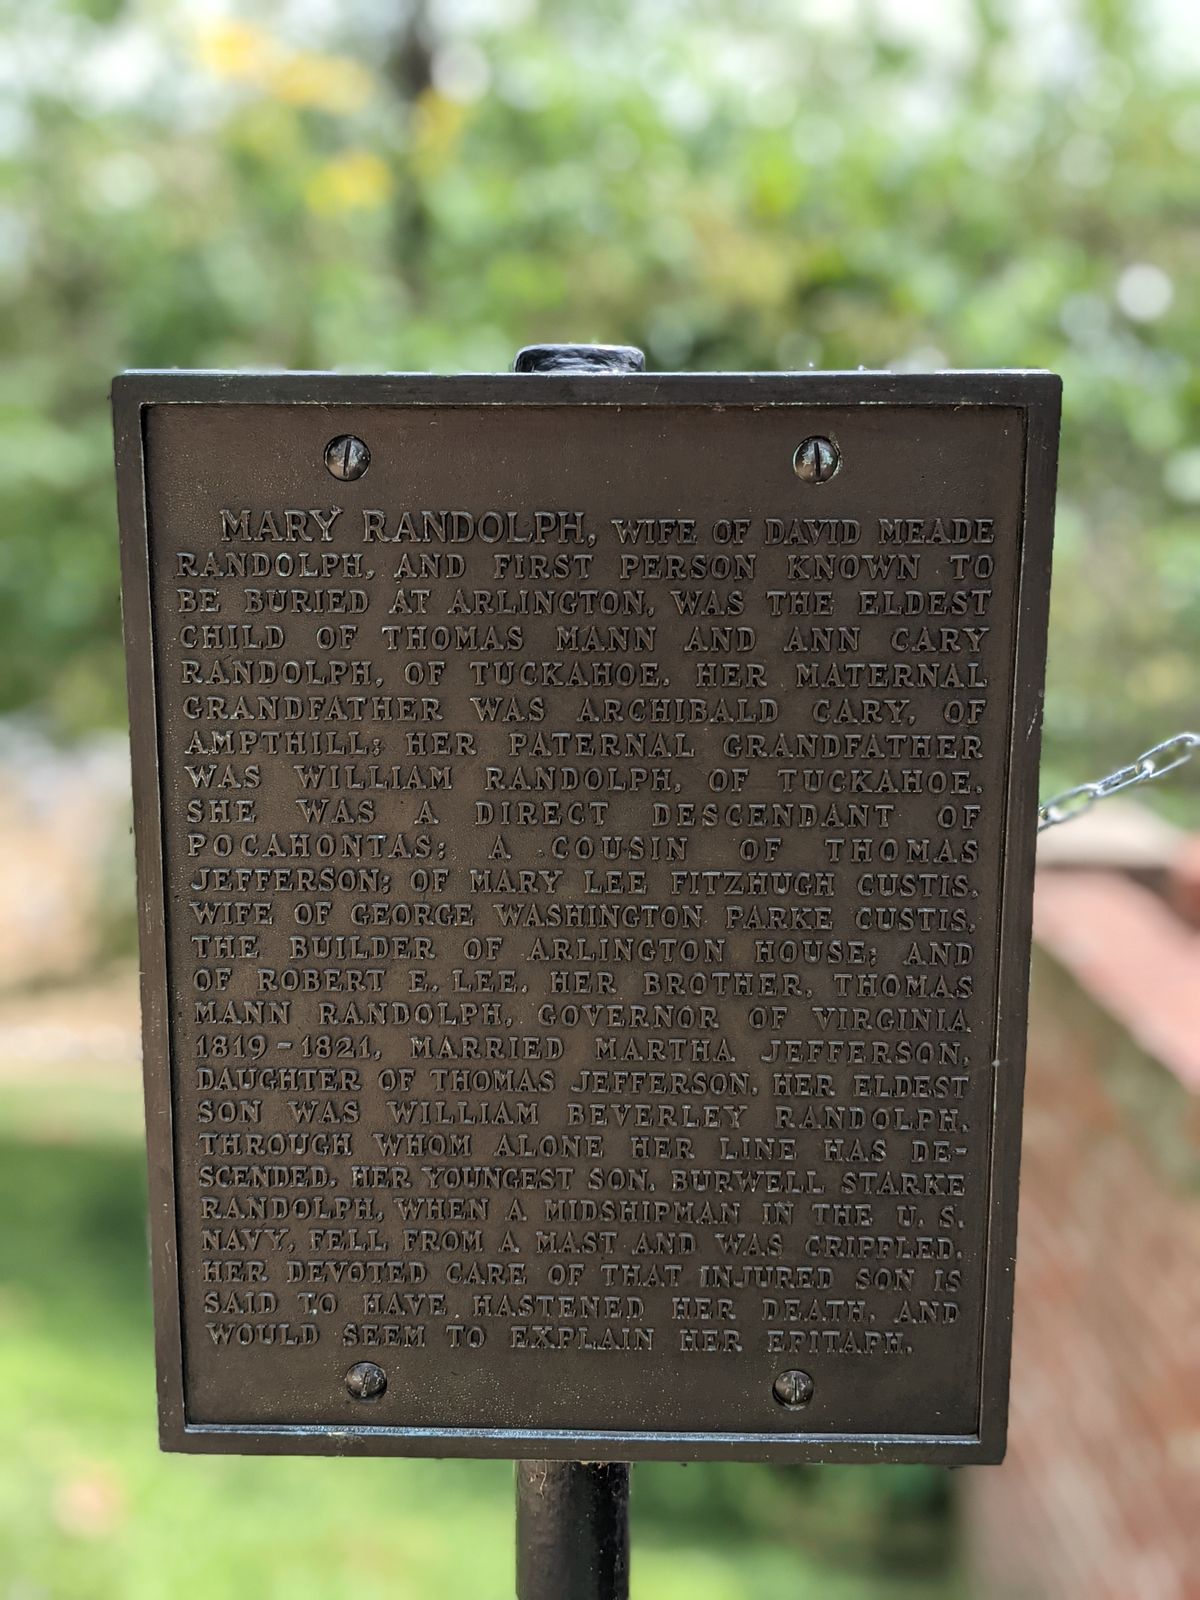 MARY RANDOLPH, WIFE OF DAVID MEADE
RANDOLPH, AND FIRST PERSON KNOWN TO
BE BURIED AT ARLINGTON, WAS THE ELDEST
CHILD OF THOMAS MANN AND ANN CARY
RANDOLPH, OF TUCKAHOE. HER MATERNAL
GRANDFATHER WAS ARCHIBALD CARY, OF
AMPTHILL; HER PATERNAL GRANDFATHER
WAS WILLIAM RANDOLPH, OF TUCKAHOE.
SHE WAS A DIRECT DESCENDANT OF
POCAHONTAS; A COUSIN OF THOMAS
JEFFERSON; OF MARY LEE FITZHUGH CUSTIS,
WIFE OF GEORGE WASHINGTON PARKE CUSTIS,
THE BUILDER OF ARLINGTON HOUSE; AND
OF ROBERT E. LEE. HER BROTHER, THOMAS
MANN RANDOLPH, GOVERNOR OF VIRGINIA
1819-1821, MARRIED MARTHA JEFFERSON,
DAUGHTER OF THOMAS JEFFERSON. HER ELDEST
SON WAS WILLIAM BEVERLEY RANDOLPH,
THROUGH WHOM ALONE HER LINE HAS DE-
SCENDED. HER YOUNGEST SON, BURWELL STARKE
RANDOLPH, WHEN A MIDSHIPMAN IN THE U. S.
NAVY, FELL FROM A MAST AND WAS CRIPPLED.
HER DEVOTED CARE OF THAT INJURED SON IS
SAID TO HAVE HASTENED HER DEATH, AND
WOULD SEEM TO EXPLAIN HER EPITAPH.